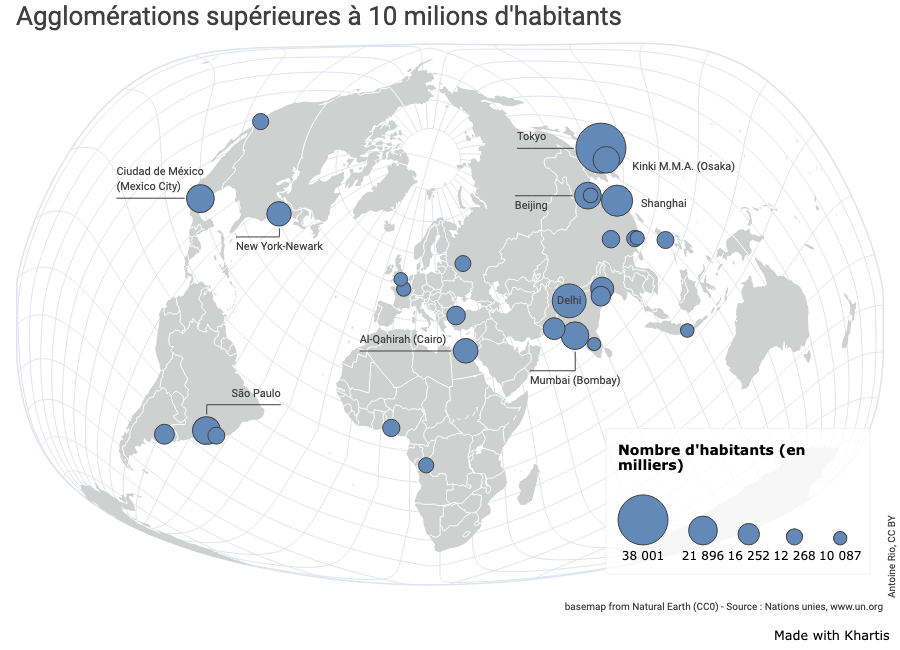 Agglomérations supérieures à 10 milions d'habitants
Tokyo
Kinki M.M.A. (Osaka)
Ciudad de México
(Mexico City)
Beijing
Shanghai
New York-Newark
Delhi
Al-Qahirah (Cairo)
Mumbai (Bombay)
São Paulo
Nombre d'habitants (en
milliers)
38 001 21 896 16 252 12 268 10 087
Antoine Rio, CC BY
basemap from Natural Earth (CC0) - Source : Nations unies, www.un.org
Made with Khartis